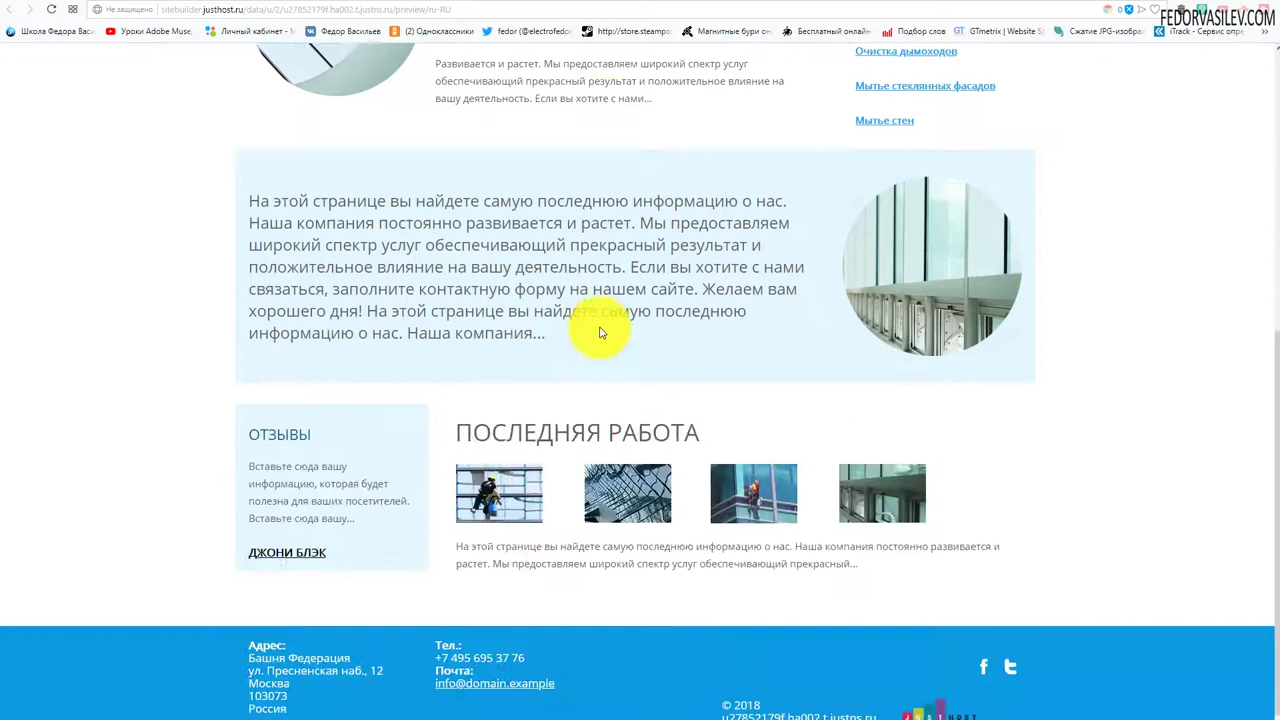 Не защищено
sitebuilder.justhost.ru/data/u/2/u27852179f.ha002.t.justns.ru/preview/ru-RU
0
FEDORVASILEV.COM
Школа Федора Васи
Уроки Adobe Muse,
Личный кабинет - М
Федор Васильев
(2) Одноклассники
fedor (@electrofedor
http://store.steampo
Магнитные бури он
Бесплатный онлайн
Подбор слов
GTmetrix | Website S
Сжатие JPG-изобра
iTrack - Сервис опре
Развивается и растет. Мы предоставляем широкий спектр услуг
обеспечивающий прекрасный результат и положительное влияние на
вашу деятельность. Если вы хотите с нами...
Очистка дымоходов
Мытье стеклянных фасадов
Мытье стен
На этой странице вы найдете самую последнюю информацию о нас.
Наша компания постоянно развивается и растет. Мы предоставляем
широкий спектр услуг обеспечивающий прекрасный результат и
положительное влияние на вашу деятельность. Если вы хотите с нами
связаться, заполните контактную форму на нашем сайте. Желаем вам
хорошего дня! На этой странице вы найдете самую последнюю
информацию о нас. Наша компания...
ОТЗЫВЫ
Вставьте сюда вашу
информацию, которая будет
полезна для ваших посетителей.
Вставьте сюда вашу...
ДЖОНИ БЛЭК
ПОСЛЕДНЯЯ РАБОТА
На этой странице вы найдете самую последнюю информацию о нас. Наша компания постоянно развивается и
растет. Мы предоставляем широкий спектр услуг обеспечивающий прекрасный...
Адрес:
Башня Федерация
ул. Пресненская наб., 12
Москва
103073
Россия
Тел.:
+7 495 695 37 76
Почта:
info@domain.example
© 2018
u27852179f.ha002.t.justns.ru
JUST HOST